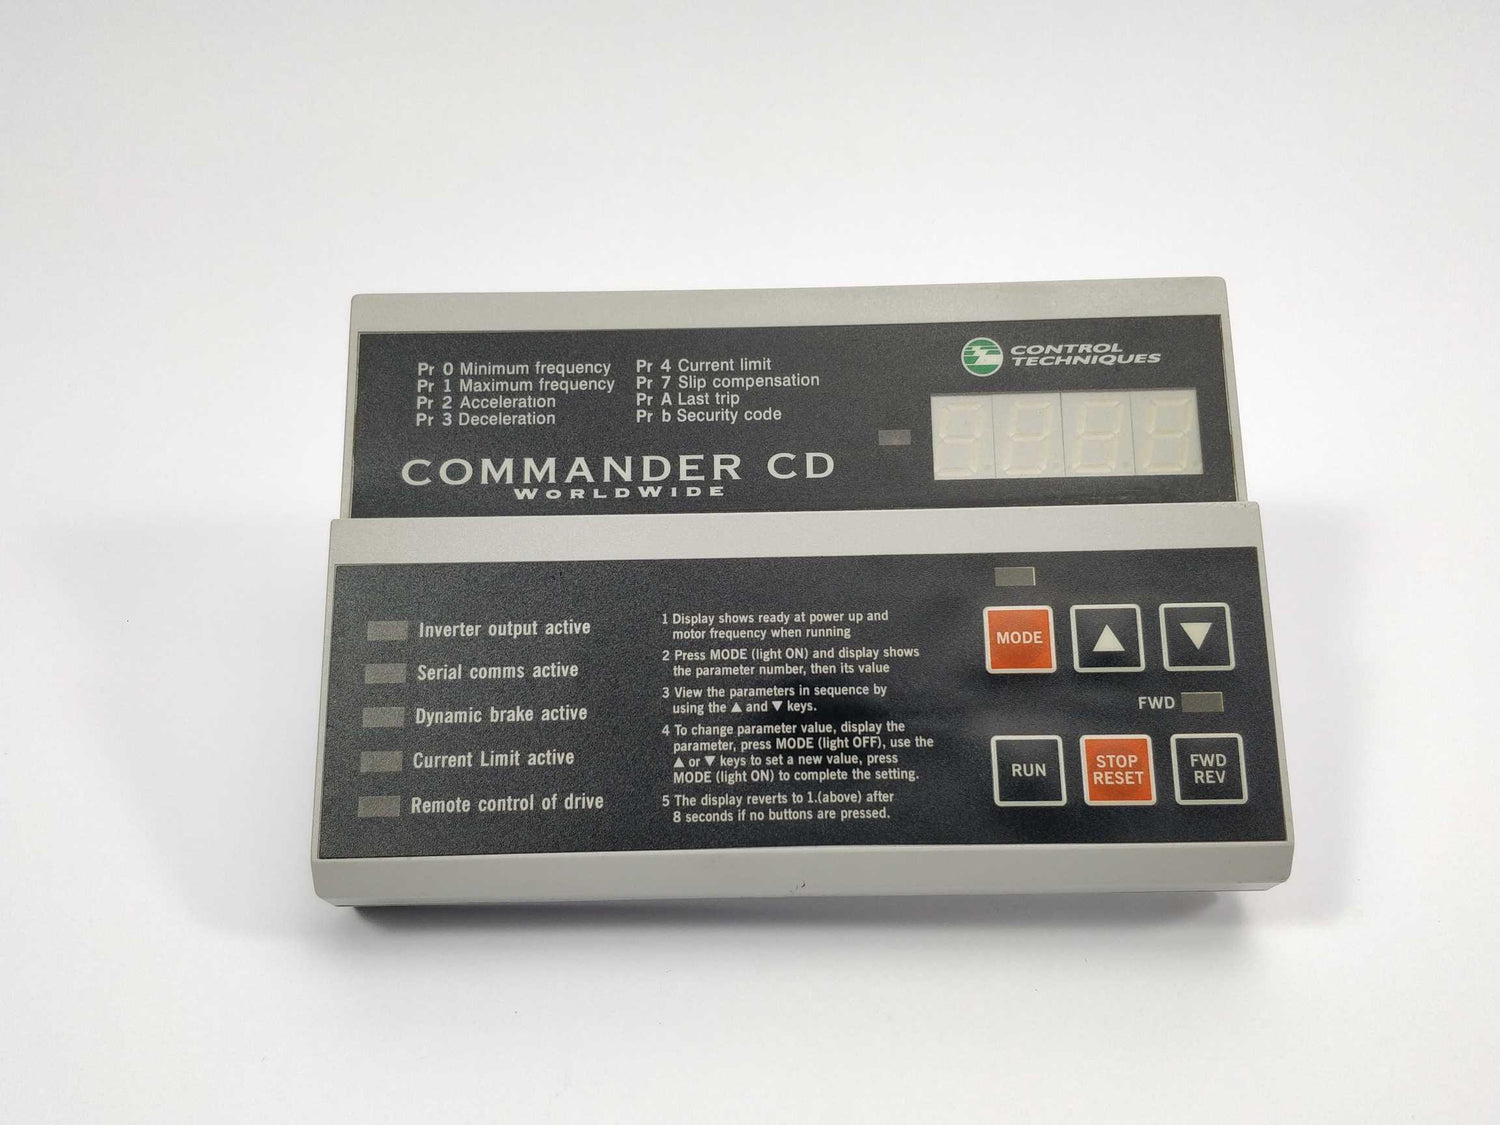 Pr 0 Minimum frequency
Pr 1 Maximum frequency
Pr 2 Acceleration
Pr 3 Deceleration
Pr 4 Current limit
Pr 7 Slip compensation
Pr A Last trip
Pr b Security code
CONTROL
TECHNIQUES
COMMANDER CD
WORLDWIDE
Inverter output active
Serial comms active
Dynamic brake active
Current Limit active
Remote control of drive
1 Display shows ready at power up and
motor frequency when running
2 Press MODE (light ON) and display shows
the parameter number, then its value
3 View the parameters in sequence by
using the ▲ and ▼ keys.
4 To change parameter value, display the
parameter, press MODE (light OFF), use the
▲ or ▼ keys to set a new value, press
MODE (light ON) to complete the setting.
5 The display reverts to 1.(above) after
8 seconds if no buttons are pressed.
MODE
▲
▼
FWD
RUN
STOP
RESET
FWD
REV